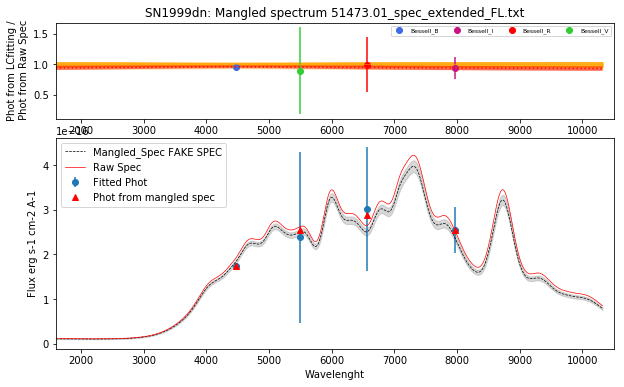 SN1999dn: Mangled spectrum 51473.01_spec_extended_FL.txt
Phot from LCfitting /
Phot from Raw Spec
1.5
1.0
0.5
Bessell_B
Bessell_I
Bessell_R
Bessell_V
2000 3000 4000 5000 6000 7000 8000 9000 10000
1e−16
Flux erg s-1 cm-2 A-1
4
3
2
1
0
Mangled_Spec FAKE SPEC
Raw Spec
Fitted Phot
Phot from mangled spec
2000 3000 4000 5000 6000 7000 8000 9000 10000
Wavelenght